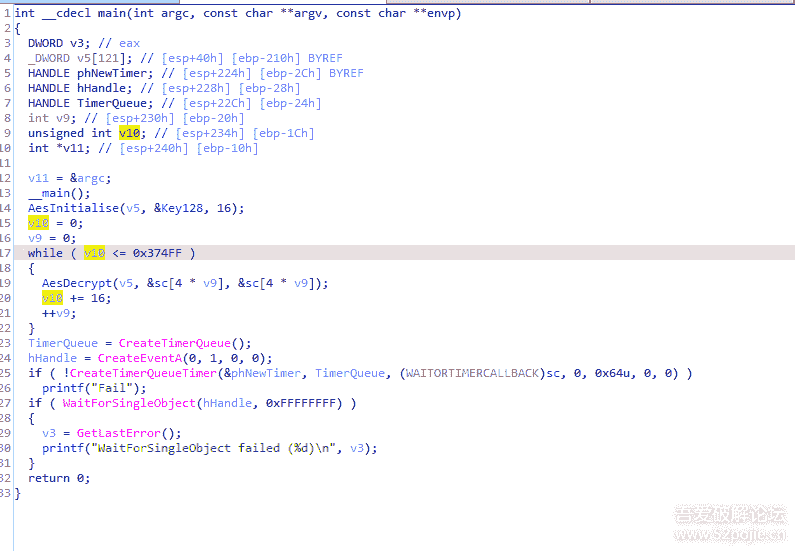 1 int __cdecl main(int argc, const char **argv, const char **envp)
2 {
3 DWORD v3; // eax
4 _DWORD v5[121]; // [esp+40h] [ebp-210h] BYREF
5 HANDLE phNewTimer; // [esp+224h] [ebp-2Ch] BYREF
6 HANDLE hHandle; // [esp+228h] [ebp-28h]
7 HANDLE TimerQueue; // [esp+22Ch] [ebp-24h]
8 int v9; // [esp+230h] [ebp-20h]
9 unsigned int v10; // [esp+234h] [ebp-1Ch]
10 int *v11; // [esp+240h] [ebp-10h]
11
12 v11 = &argc;
13 __main();
14 AesInitialise(v5, &Key128, 16);
15 v10 = 0;
16 v9 = 0;
17 while ( v10 <= 0x374FF )
18 {
19 AesDecrypt(v5, &sc[4 * v9], &sc[4 * v9]);
20 v10 += 16;
21 ++v9;
22 }
23 TimerQueue = CreateTimerQueue();
24 hHandle = CreateEventA(0, 1, 0, 0);
25 if ( !CreateTimerQueueTimer(&phNewTimer, TimerQueue, (WAITORTIMERCALLBACK)sc, 0, 0x64u, 0, 0) )
26 printf("Fail");
27 if ( WaitForSingleObject(hHandle, 0xFFFFFFFF) )
28 {
29 v3 = GetLastError();
30 printf("WaitForSingleObject failed (%d)\n", v3);
31 }
32 return 0;
33 }
吾爱破解论坛
www.52pojie.cn